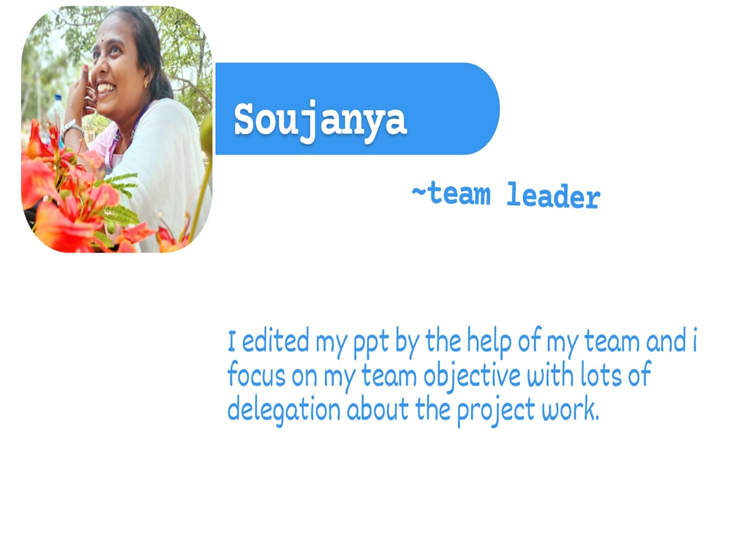 Soujanya
~team leader
I edited my ppt by the help of my team and i
focus on my team objective with lots of
delegation about the project work.